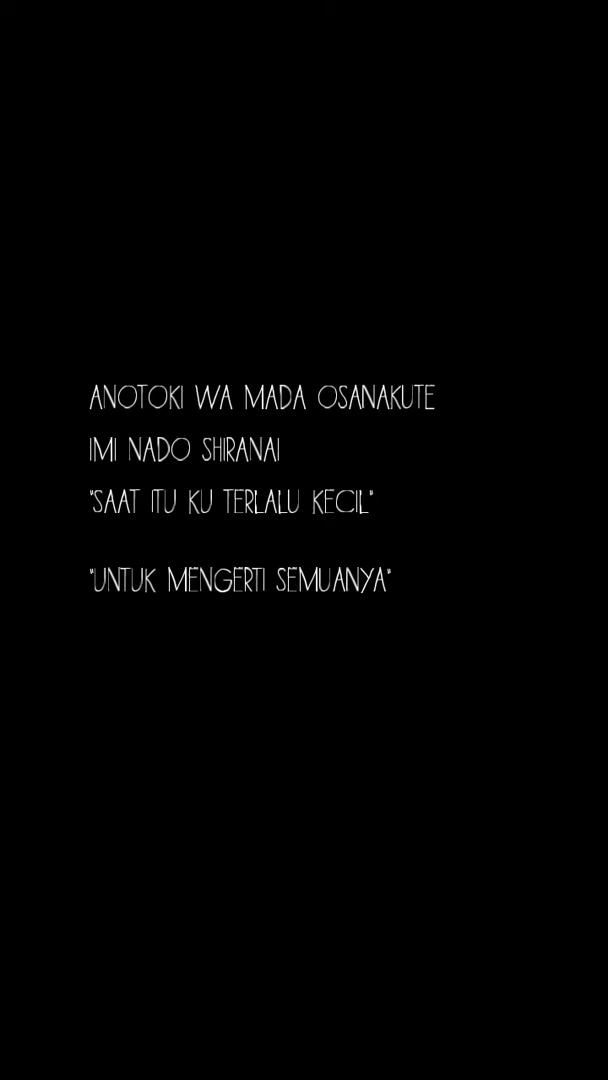 ANOTOKI WA MADA OSANAKUTE
IMI NADO SHIRANAI
"SAAT ITU KU TERLALU KECIL"
"UNTUK MENGERTI SEMUANYA"